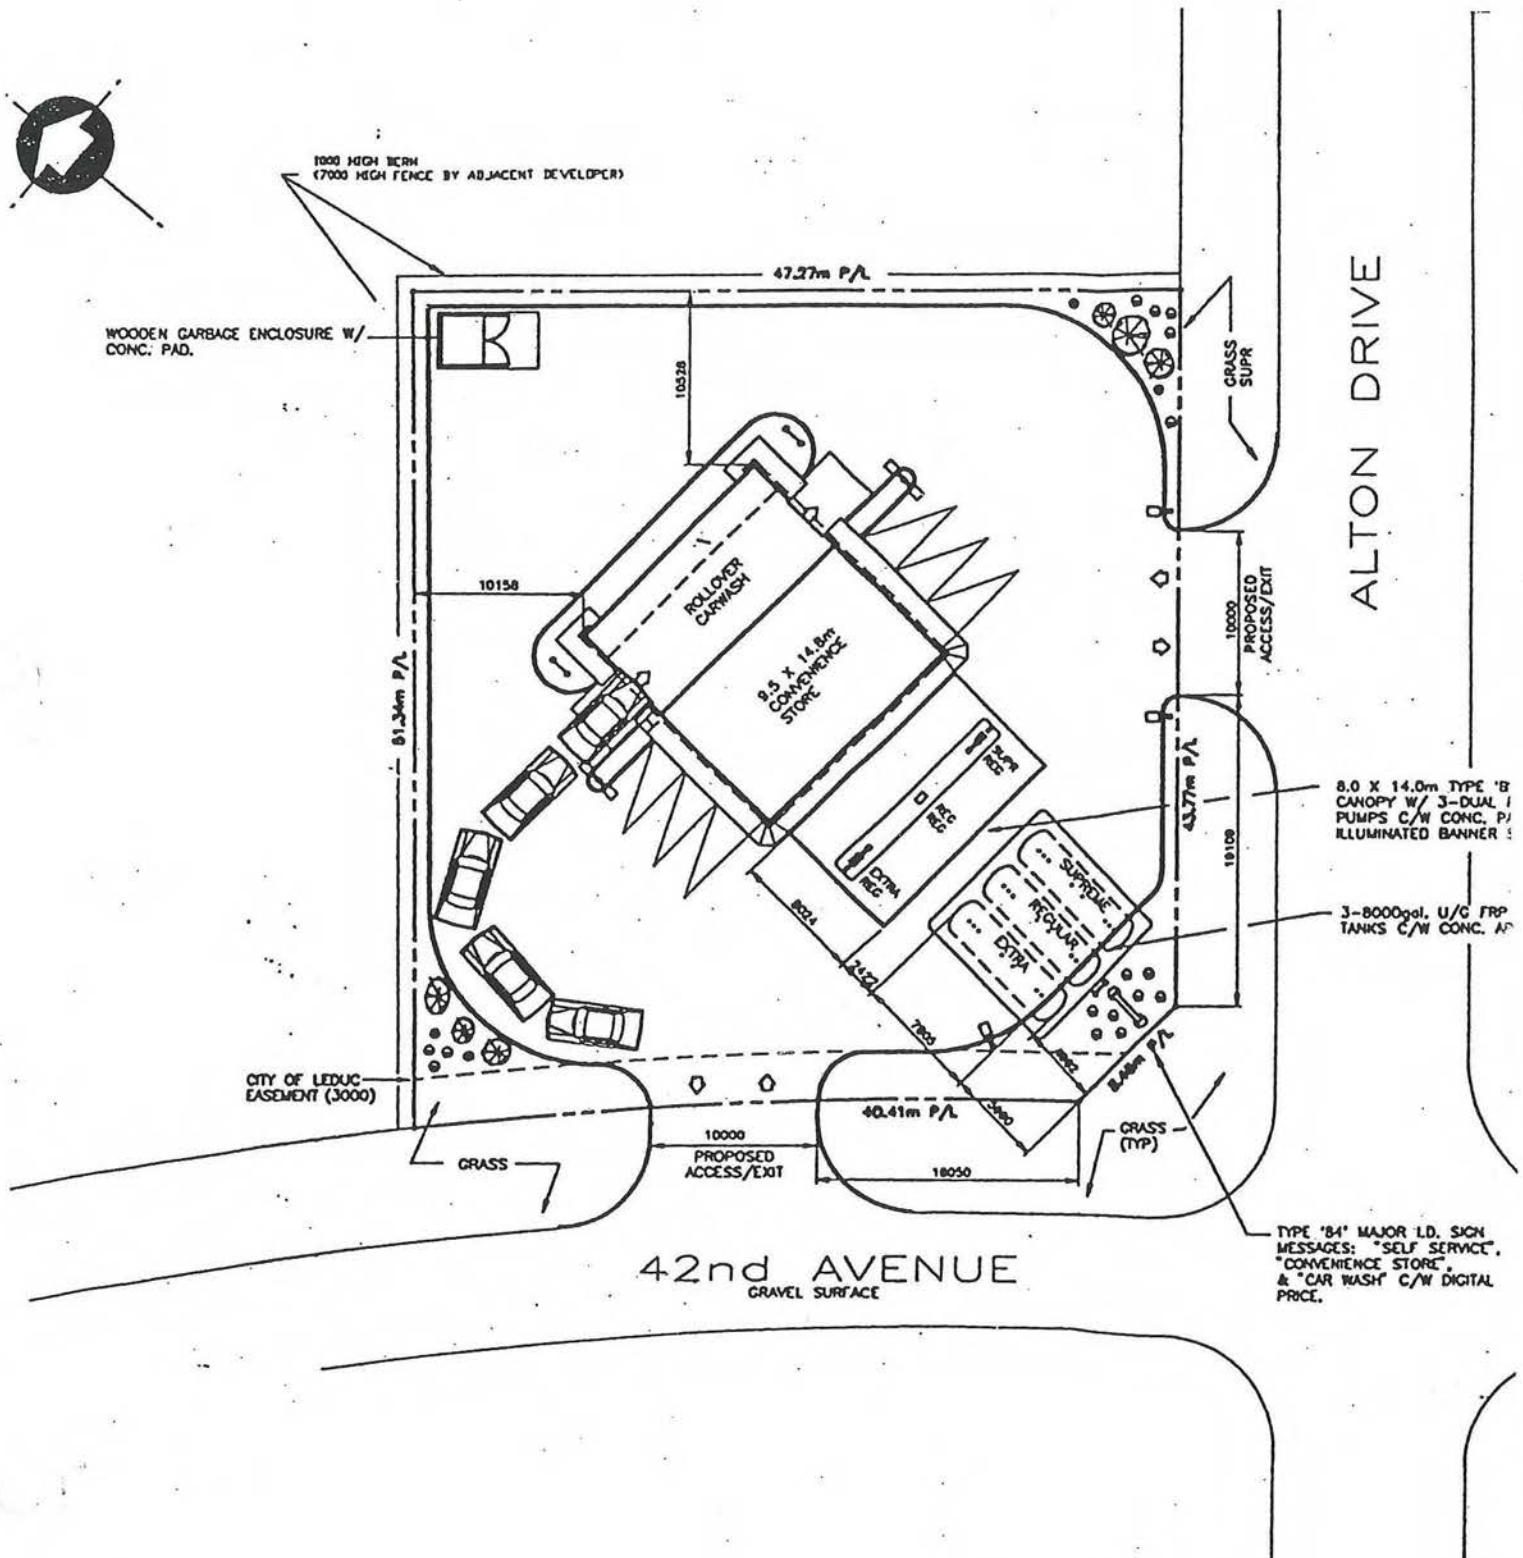 1000 HIGH BERM
(7000 HIGH FENCE BY ADJACENT DEVELOPER)
47.27m P/L
WOODEN GARBAGE ENCLOSURE W/
CONC. PAD.
10528
GRASS
SUPR
ALTON DRIVE
10158
ROLLOVER
CARWASH
9.5 X 14.8m
CONVENIENCE
STORE
10000
PROPOSED
ACCESS/EXIT
51.34m P/L
SUPR
REG
REG
REG
EXTRA
REG
43.77m P/L
19109
8.0 X 14.0m TYPE 'B
CANOPY W/ 3-DUAL
PUMPS C/W CONC.
ILLUMINATED BANNER
SUPREME
REGULAR
EXTRA
3-8000gal. U/G FRP
TANKS C/W CONC.
8024
2422
7805
CITY OF LEDUC
EASEMENT (3000)
40.41m P/L
GRASS
(TYP)
10000
PROPOSED
ACCESS/EXIT
GRASS
16050
TYPE 'B4' MAJOR I.D. SIGN
MESSAGES: "SELF SERVICE",
"CONVENIENCE STORE",
& "CAR WASH" C/W DIGITAL
PRICE.
42nd AVENUE
GRAVEL SURFACE